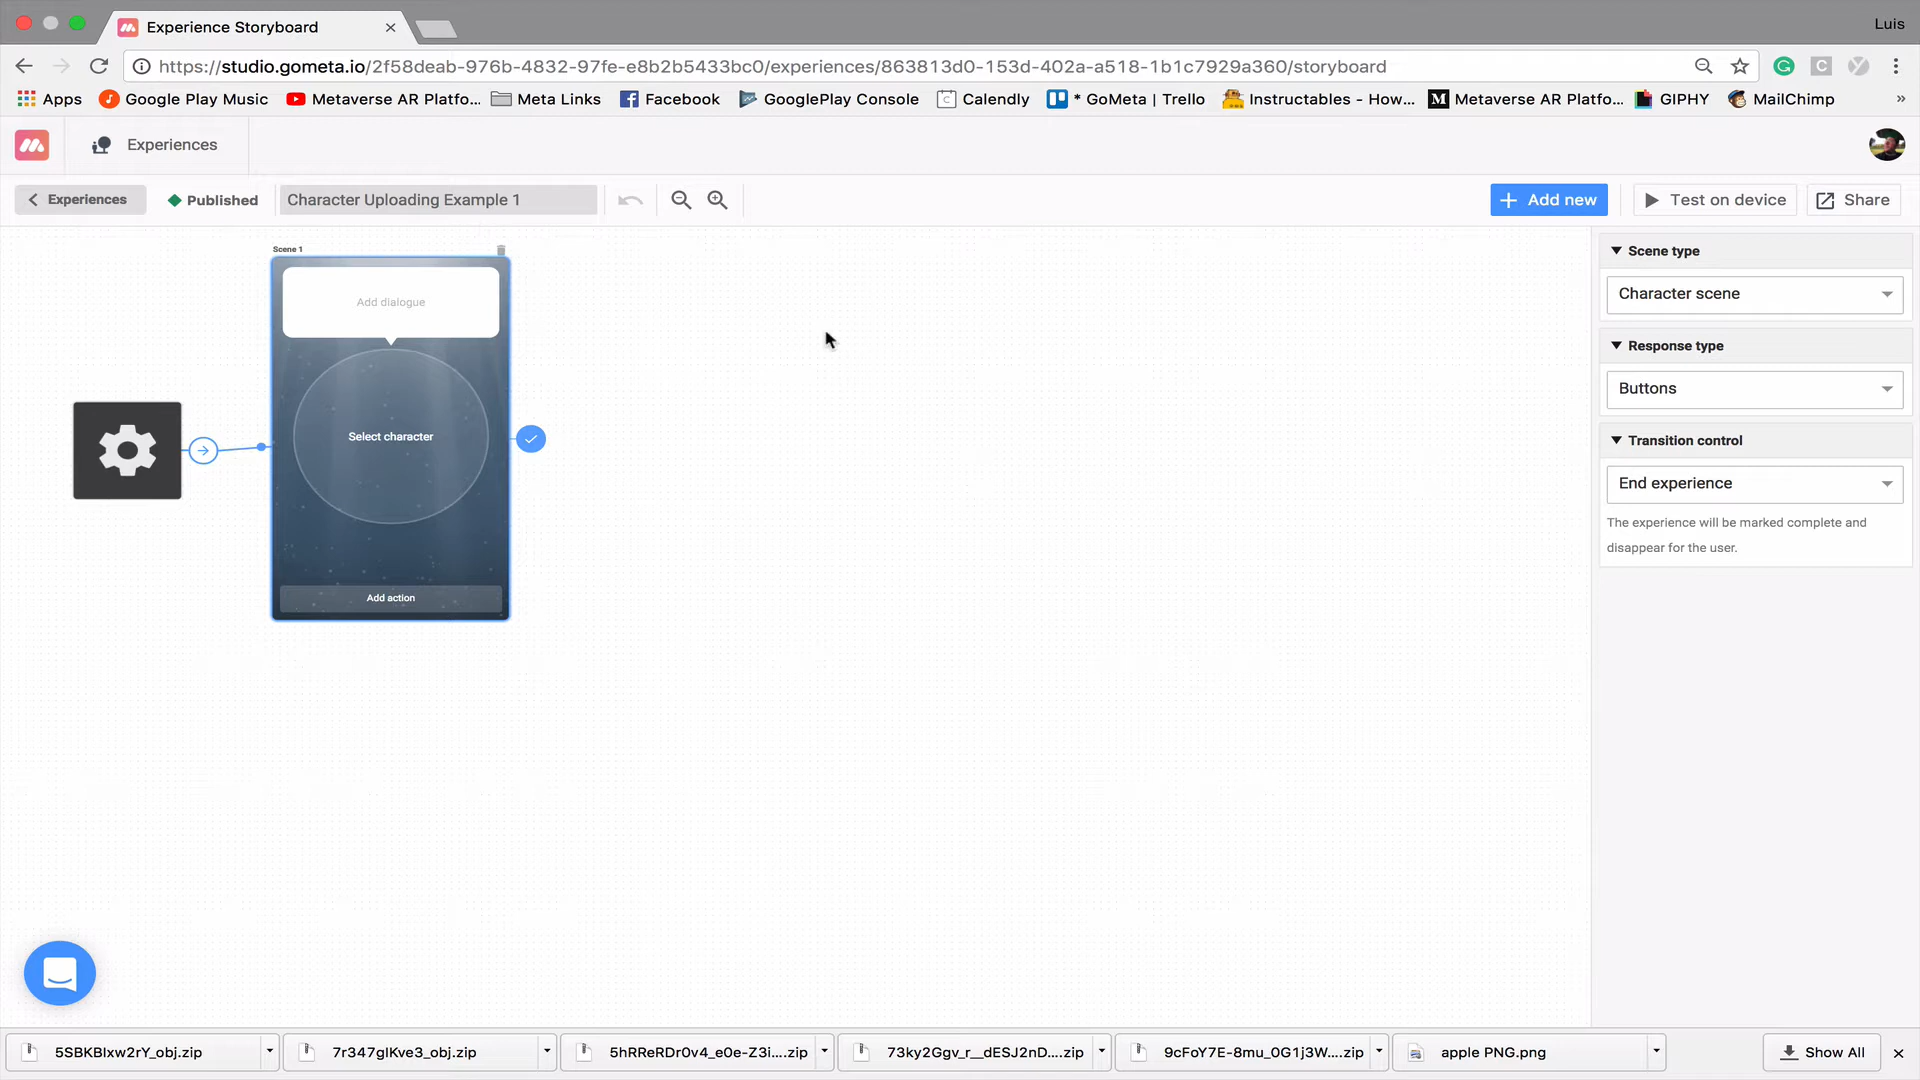 Experience Storyboard
Luis
https://studio.gometa.io/2f58deab-976b-4832-97fe-e8b2b5433bc0/experiences/863813d0-153d-402a-a518-1b1c7929a360/storyboard
Apps
Google Play Music
Metaverse AR Platfo...
Meta Links
Facebook
GooglePlay Console
Calendly
* GoMeta | Trello
Instructables - How...
Metaverse AR Platfo...
GIPHY
MailChimp
»
Experiences
Experiences
Published
Character Uploading Example 1
Add new
Test on device
Share
Scene 1
Add dialogue
Select character
Add action
Scene type
Character scene
Response type
Buttons
Transition control
End experience
The experience will be marked complete and
disappear for the user.
5SBKBIxw2rY_obj.zip
7r347gIKve3_obj.zip
5hRReRDr0v4_e0e-Z3i....zip
73ky2Ggv_r__dESJ2nD....zip
9cFoY7E-8mu_0G1j3W....zip
apple PNG.png
Show All